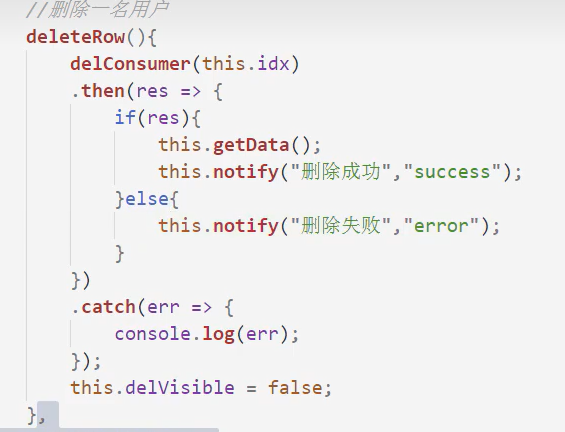 //删除一名用户
deleteRow(){
delConsumer(this.idx)
.then(res => {
if(res){
this.getData();
this.notify("删除成功","success");
}else{
this.notify("删除失败","error");
}
})
.catch(err => {
console.log(err);
});
this.delVisible = false;
},